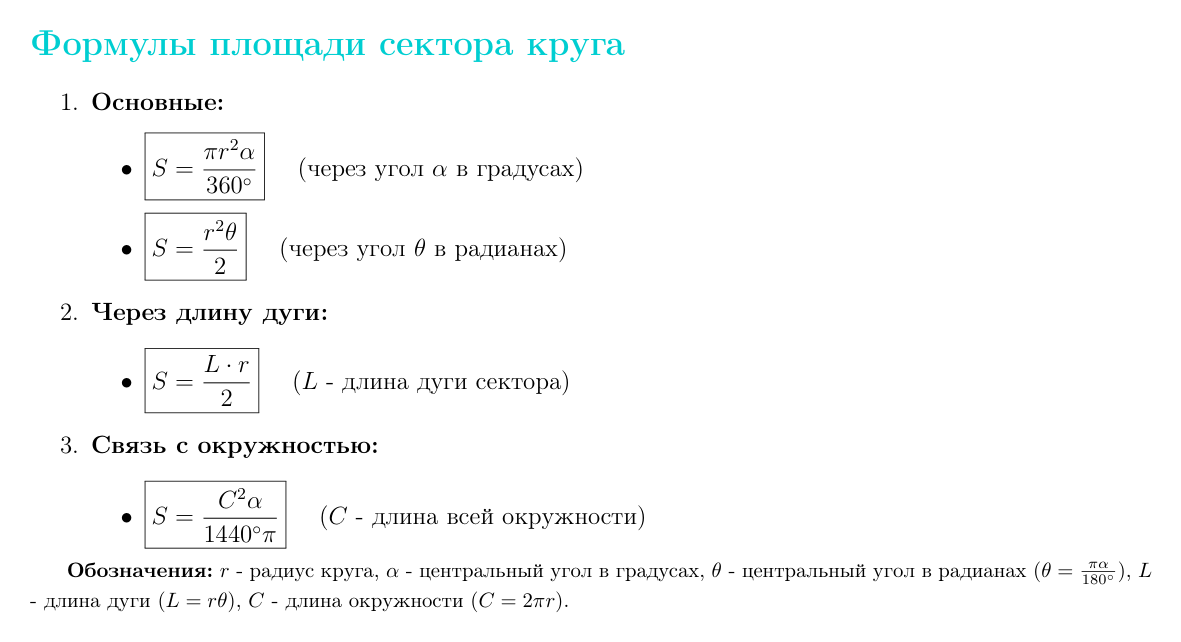 Формулы площади сектора круга
1. Основные:
• $S = \frac{\pi r^2 \alpha}{360^\circ}$ (через угол $\alpha$ в градусах)
• $S = \frac{r^2 \theta}{2}$ (через угол $\theta$ в радианах)
2. Через длину дуги:
• $S = \frac{L \cdot r}{2}$ ($L$ - длина дуги сектора)
3. Связь с окружностью:
• $S = \frac{C^2 \alpha}{1440^\circ \pi}$ ($C$ - длина всей окружности)
Обозначения: $r$ - радиус круга, $\alpha$ - центральный угол в градусах, $\theta$ - центральный угол в радианах ($\theta = \frac{\pi \alpha}{180^\circ}$), $L$
- длина дуги ($L = r\theta$), $C$ - длина окружности ($C = 2\pi r$).